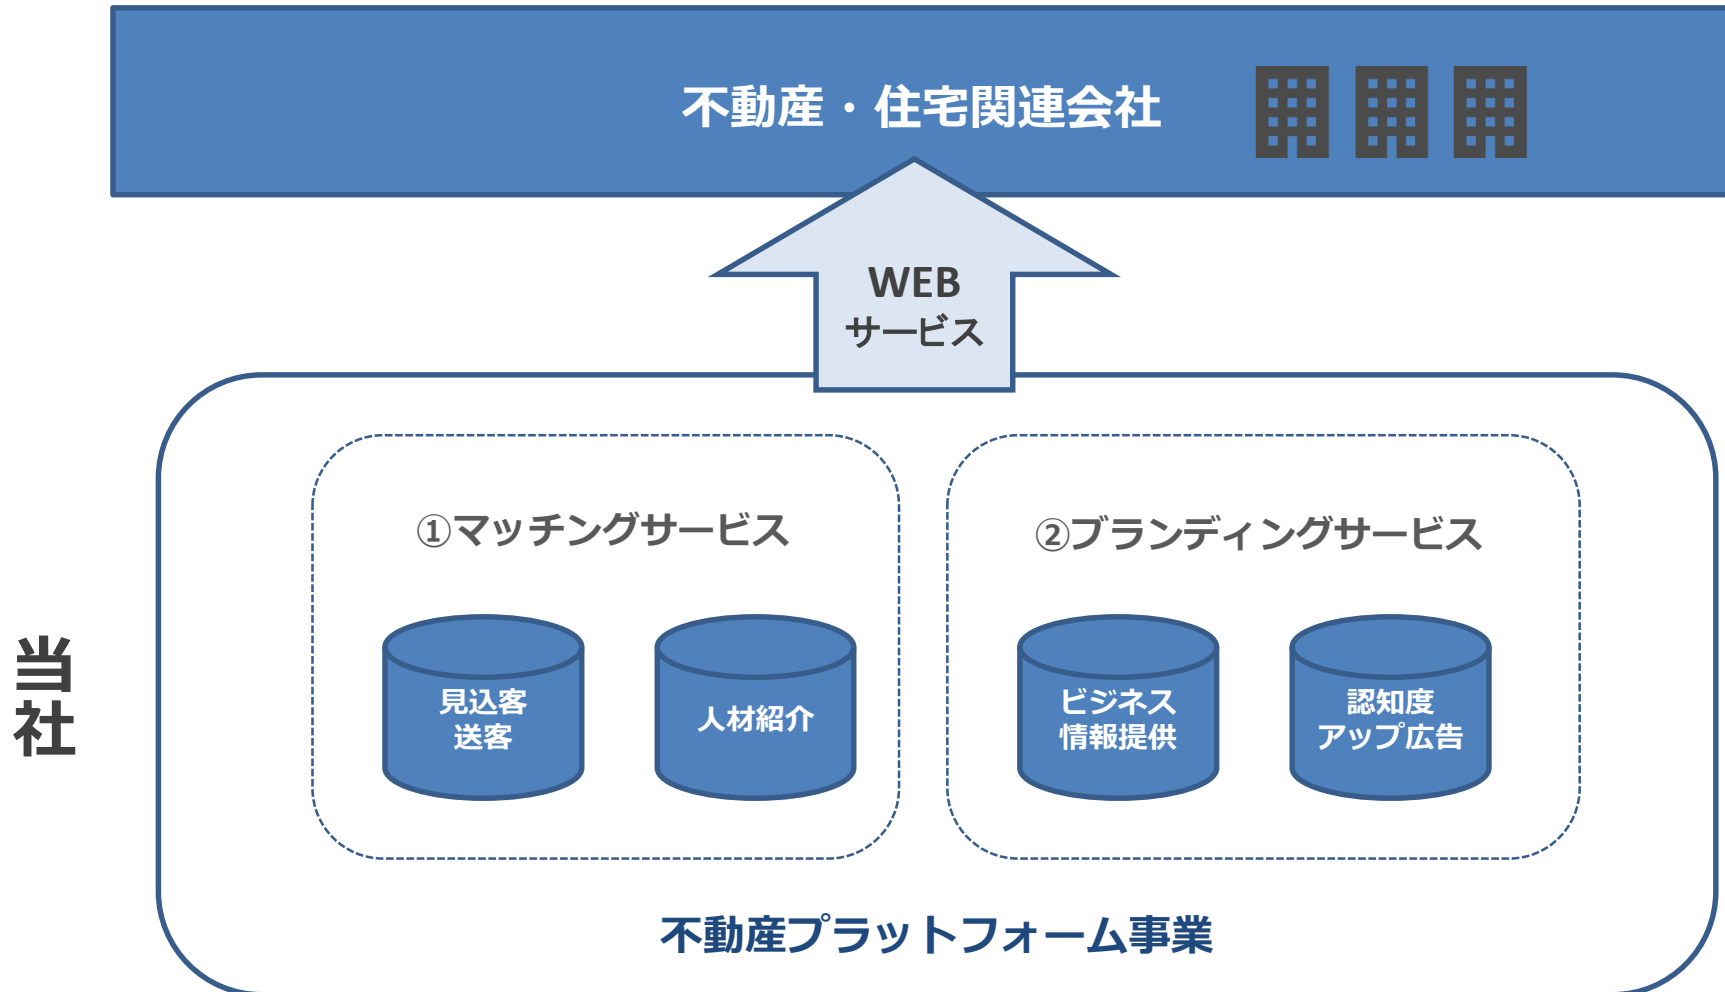 不動産・住宅関連会社
WEB
サービス
①マッチングサービス
②ブランディングサービス
見込客
送客
人材紹介
ビジネス
情報提供
認知度
アップ広告
当
社
不動産プラットフォーム事業